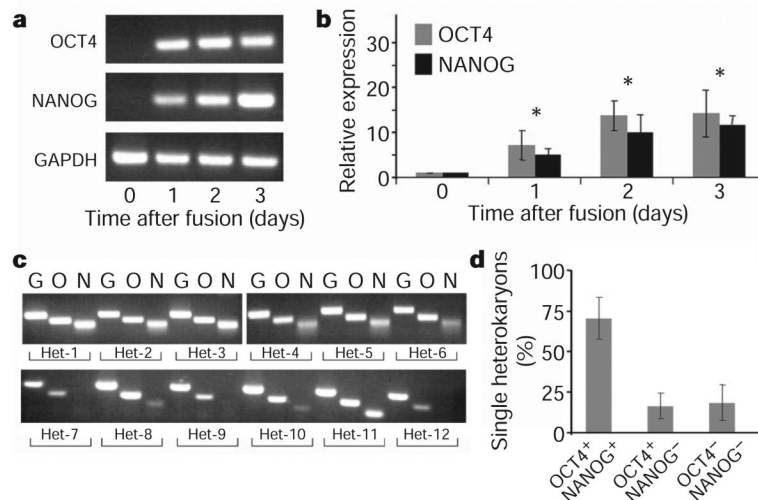 a
OCT4
NANOG
GAPDH
0 1 2 3
Time after fusion (days)
b
Relative expression
30
20
10
0
OCT4
NANOG
*
*
*
0 1 2 3
Time after fusion (days)
c
G O N G O N G O N G O N G O N G O N
Het-1 Het-2 Het-3 Het-4 Het-5 Het-6
Het-7 Het-8 Het-9 Het-10 Het-11 Het-12
d
Single heterokaryons
(%)
100
75
50
25
0
OCT4⁺
NANOG⁺
OCT4⁺
NANOG⁻
OCT4⁻
NANOG⁻